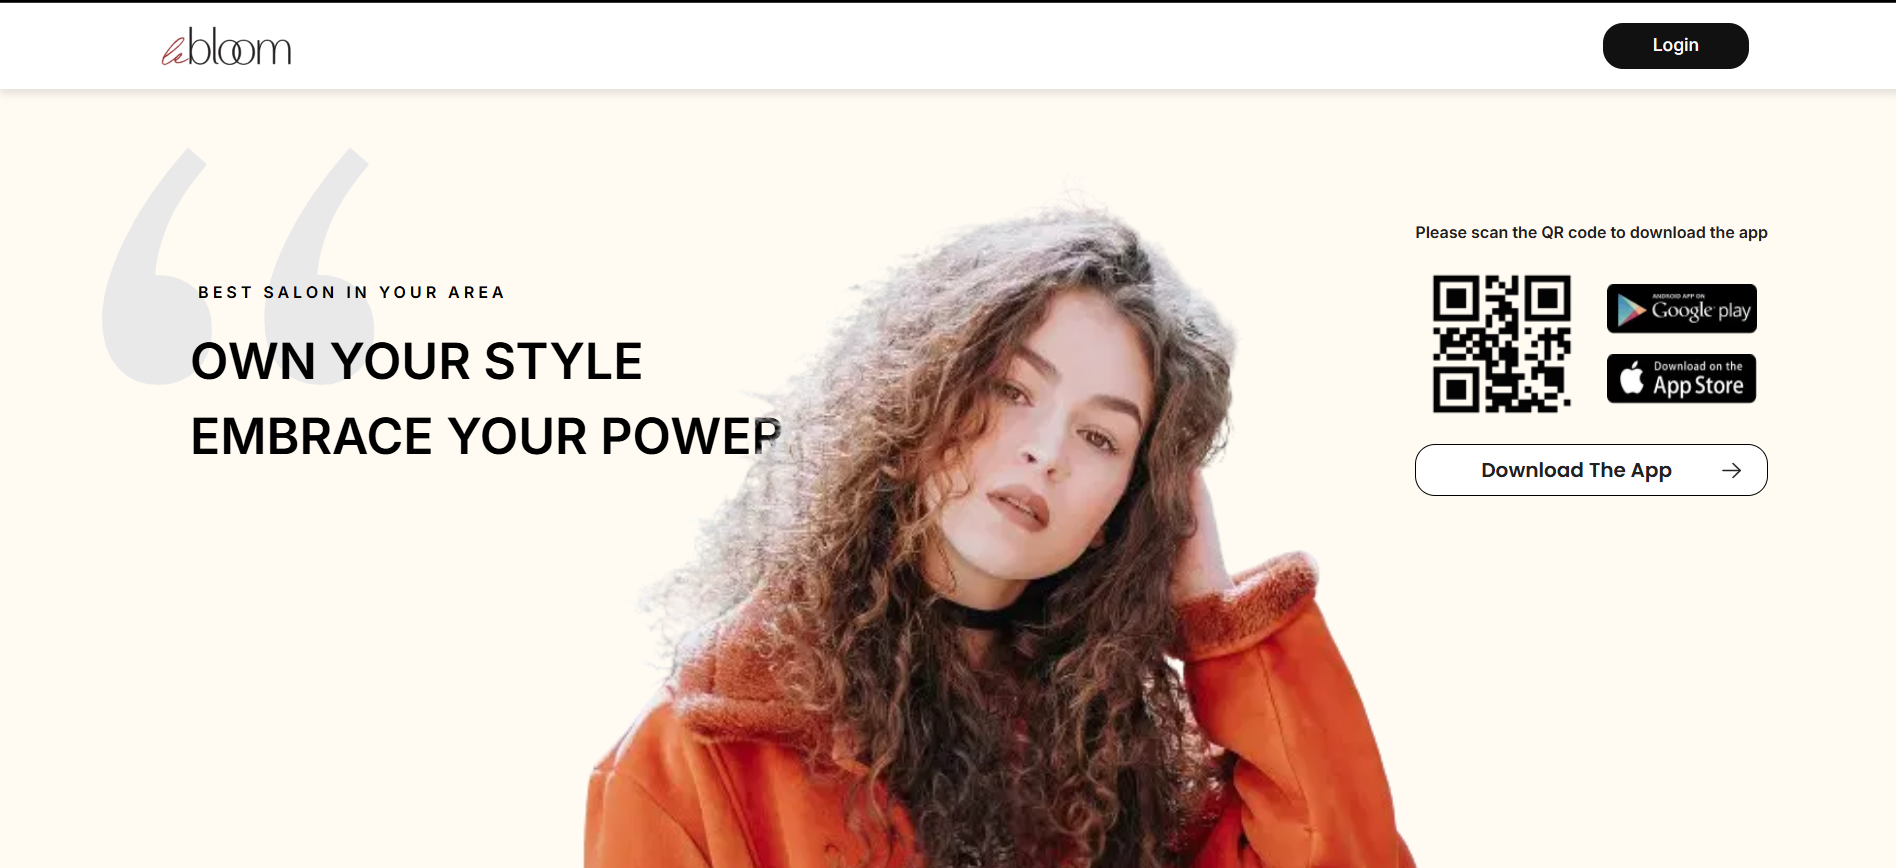 lebloom
Login
BEST SALON IN YOUR AREA
OWN YOUR STYLE
EMBRACE YOUR POWER
Please scan the QR code to download the app
ANDROID APP ON
Google play
Download on the
App Store
Download The App